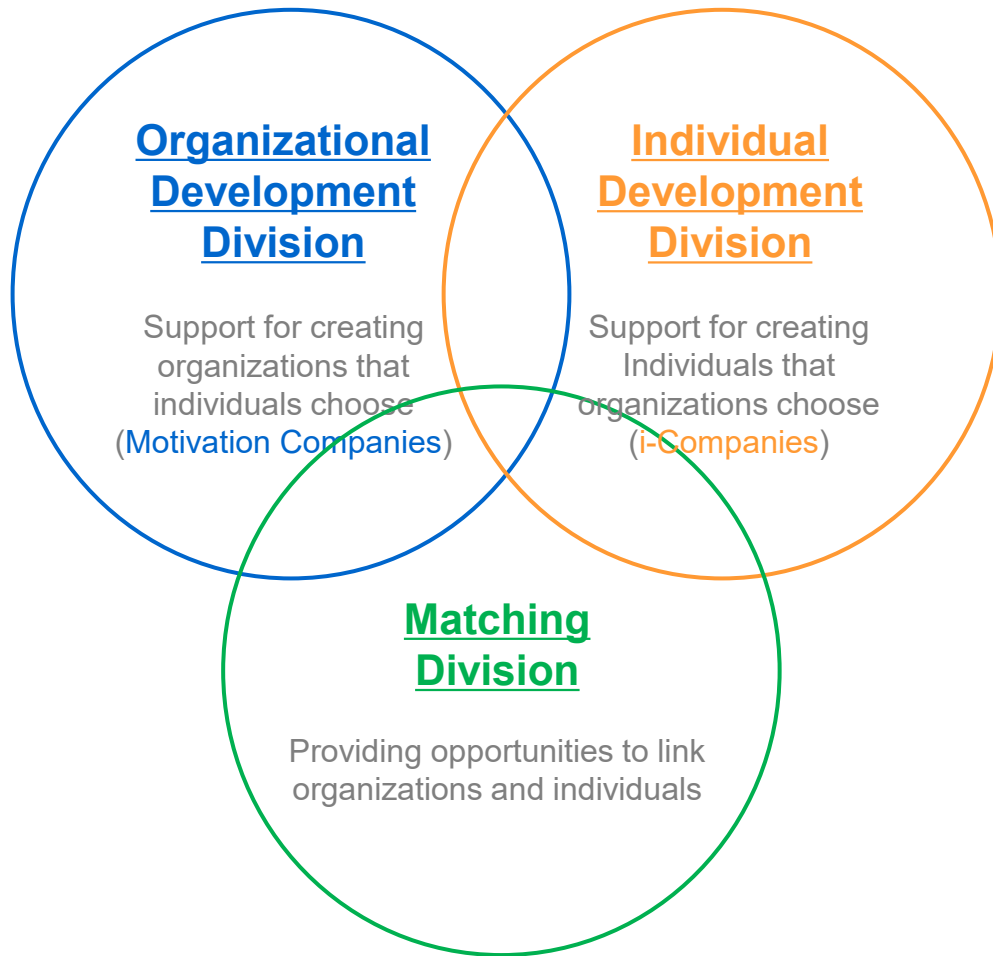 Organizational
Development
Division
Support for creating
organizations that
individuals choose
(Motivation Companies)
Individual
Development
Division
Support for creating
Individuals that
organizations choose
(i-Companies)
Matching
Division
Providing opportunities to link
organizations and individuals